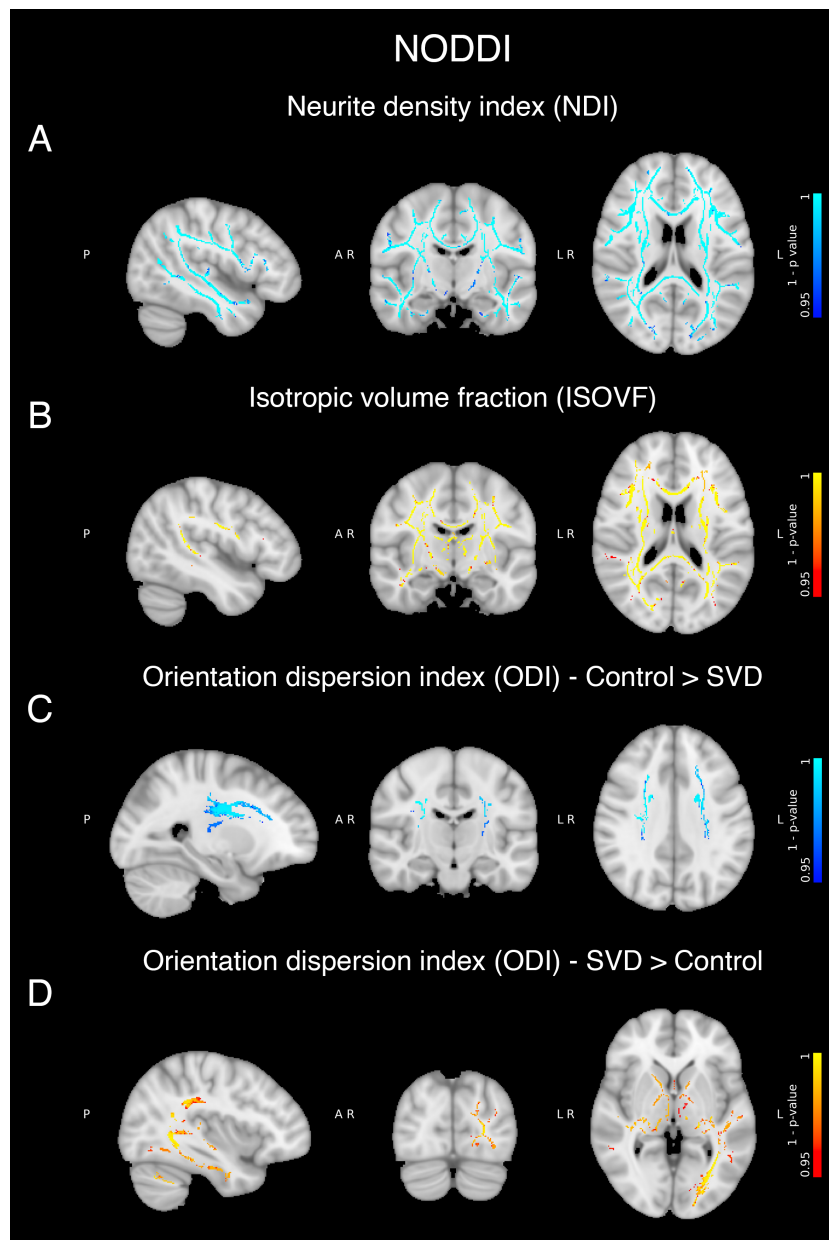 NODDI
Neurite density index (NDI)
A
P
A R
L R
L
1
1 - p value
0.95
Isotropic volume fraction (ISOVF)
B
P
A R
L R
L
1
1 - p-value
0.95
Orientation dispersion index (ODI) - Control > SVD
C
P
A R
L R
L
1
1 - p-value
0.95
Orientation dispersion index (ODI) - SVD > Control
D
P
A R
L R
L
1
1 - p-value
0.95